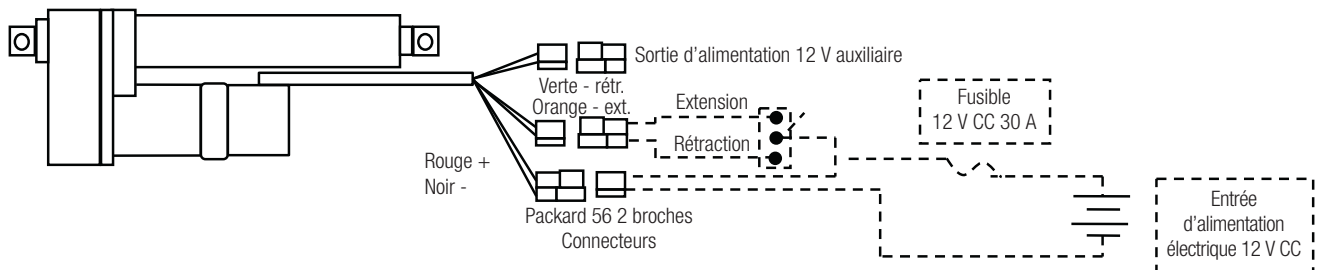 Sortie d'alimentation 12 V auxiliaire
Verte - rétr.
Orange - ext.
Extension
Rétraction
Fusible
12 V CC 30 A
Rouge +
Noir -
Packard 56 2 broches
Connecteurs
Entrée
d'alimentation
électrique 12 V CC